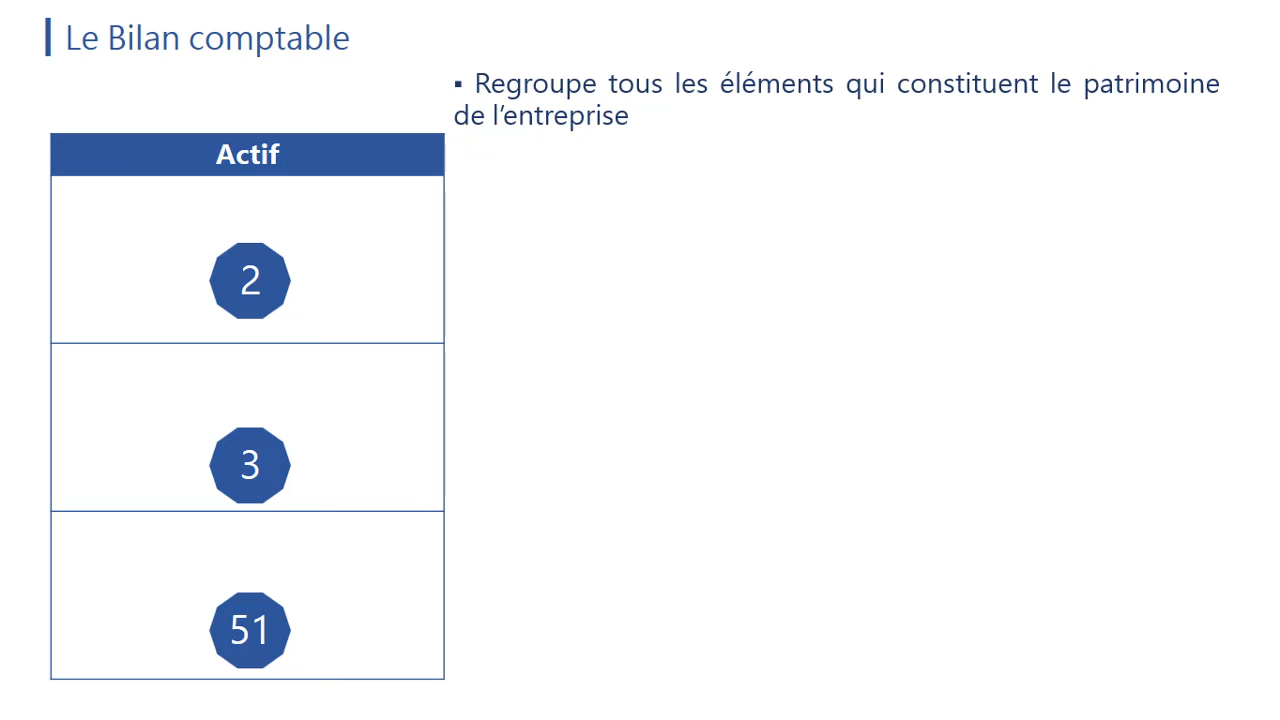 Le Bilan comptable
▪ Regroupe tous les éléments qui constituent le patrimoine
de l’entreprise
Actif
2
3
51